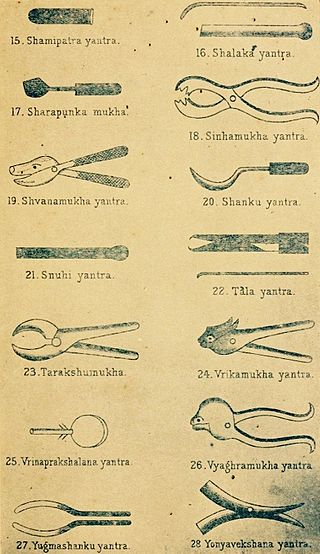 15. Shamipatra yantra.
16. Shalaka yantra.
17. Sharapunka mukha.
18. Sinhamukha yantra.
19. Shvanamukha yantra.
20. Shanku yantra.
21. Snuhi yantra.
22. Tála yantra.
23. Tarakshumukha.
24. Vrikamukha yantra.
25. Vrinaprakshalana yantra.
26. Vyaghramukha yantra
27. Yugmashanku yantra.
28 Yonyavekshana yantra.